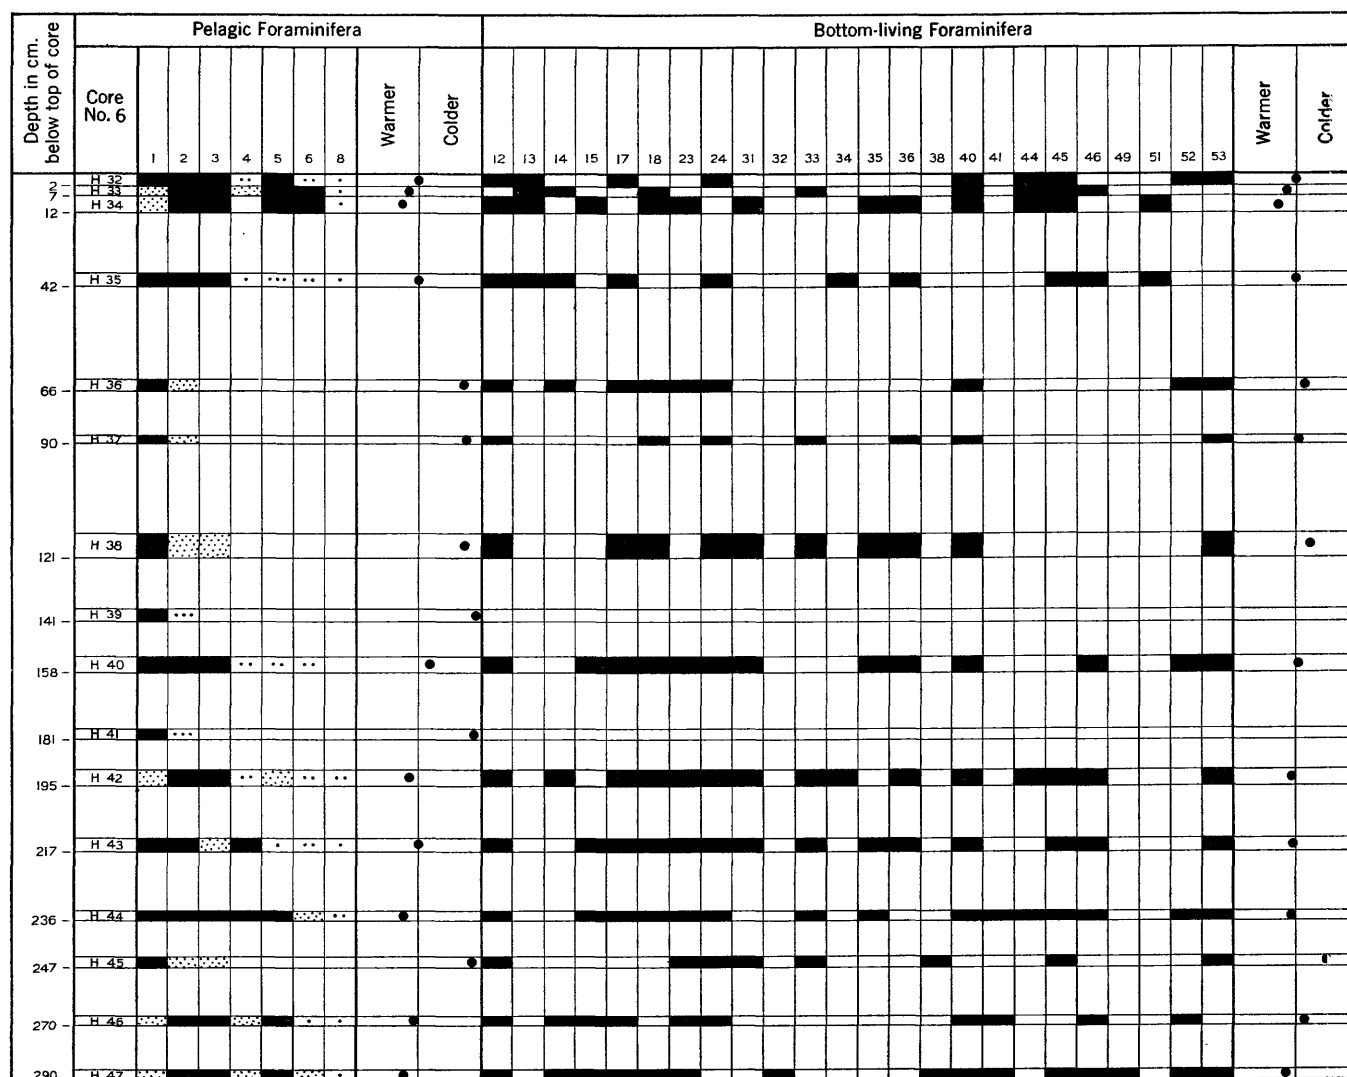 Depth in cm. below top of core
Pelagic Foraminifera
Bottom-living Foraminifera
Core No. 6
Warmer
Colder
Warmer
Colder
1 2 3 4 5 6 8 12 13 14 15 17 18 23 24 31 32 33 34 35 36 38 40 41 44 45 46 49 51 52 53
H 32
2 H 33
7
12 H 34
42 H 35
66 H 36
90 H 37
121 H 38
141 H 39
158 H 40
181 H 41
195 H 42
217 H 43
236 H 44
247 H 45
270 H 46
290 H 47